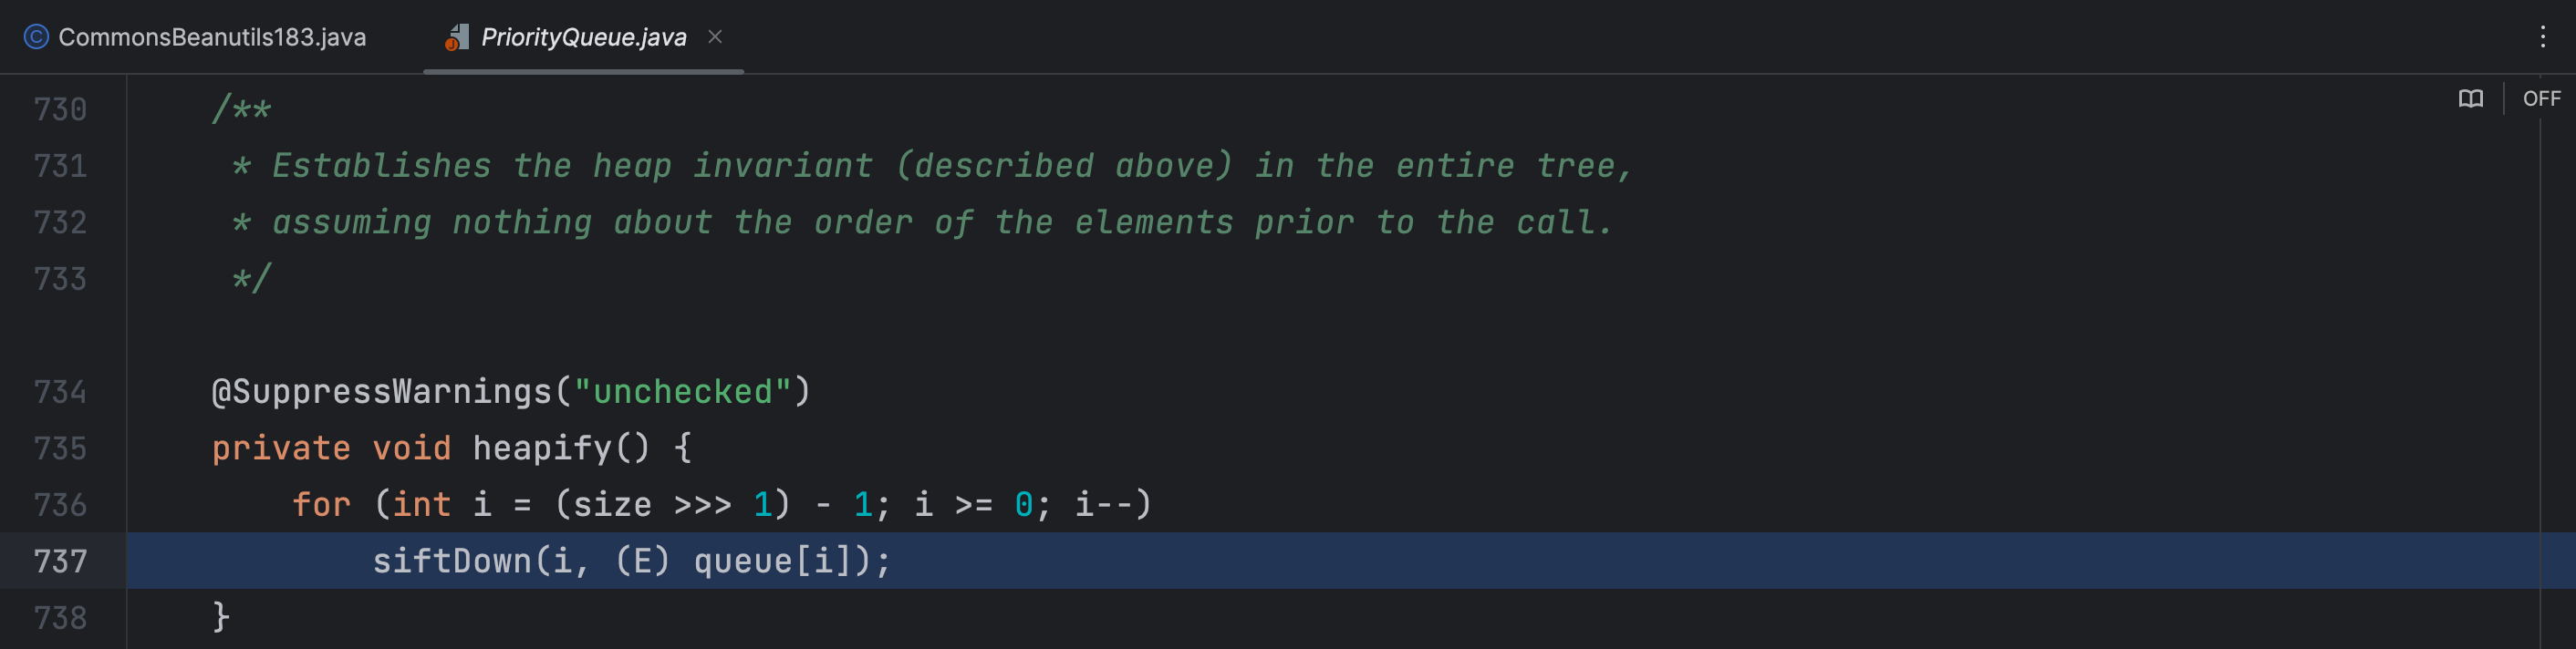 CommonsBeanutils183.java PriorityQueue.java
OFF
730 /**
731 * Establishes the heap invariant (described above) in the entire tree,
732 * assuming nothing about the order of the elements prior to the call.
733 */
734 @SuppressWarnings("unchecked")
735 private void heapify() {
736 for (int i = (size >>> 1) - 1; i >= 0; i--)
737 siftDown(i, (E) queue[i]);
738 }